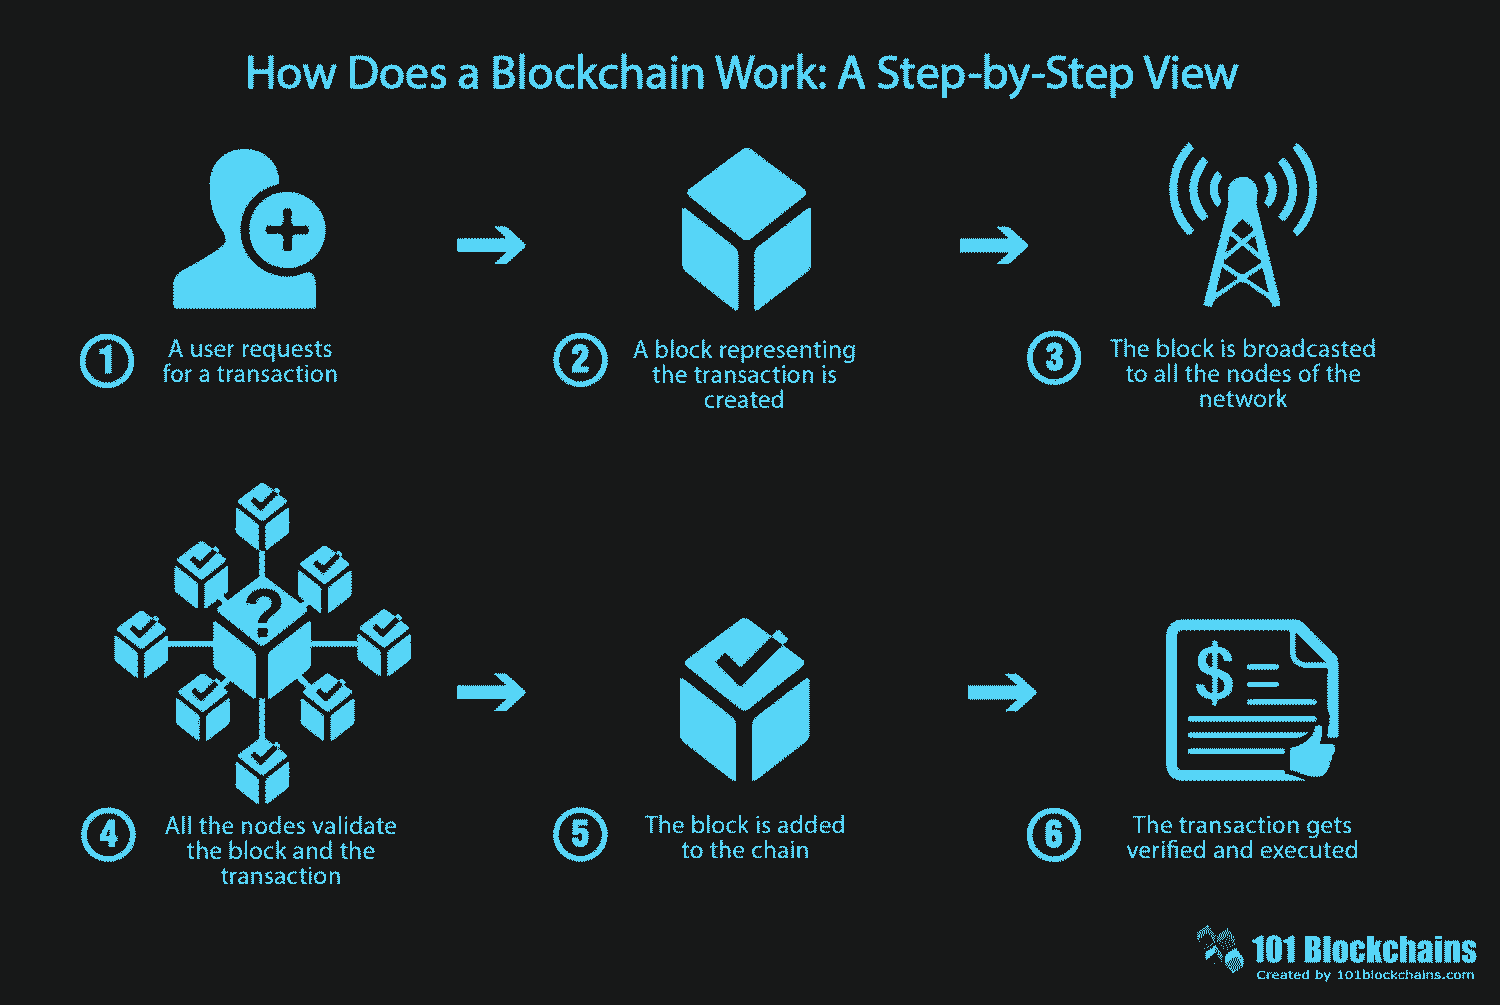 How Does a Blockchain Work: A Step-by-Step View
1
A user requests
for a transaction
2
A block representing
the transaction is
created
3
The block is broadcasted
to all the nodes of the
network
?
4
All the nodes validate
the block and the
transaction
5
The block is added
to the chain
$
6
The transaction gets
verified and executed
101 Blockchains
Created by 101blockchains.com